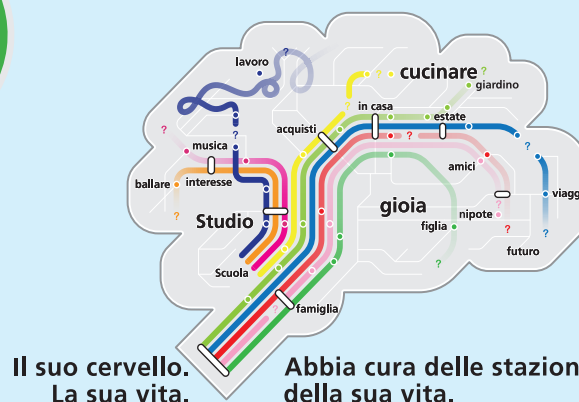 ?
lavoro
?
?
cucinare
?
giardino
in casa
estate
acquisti
?
?
?
?
musica
amici
ballare
interesse
viagg
Studio
gioia
nipote
?
figlia
?
?
futuro
Scuola
?
?
famiglia
Il suo cervello.
La sua vita.
Abbia cura delle stazion
della sua vita.